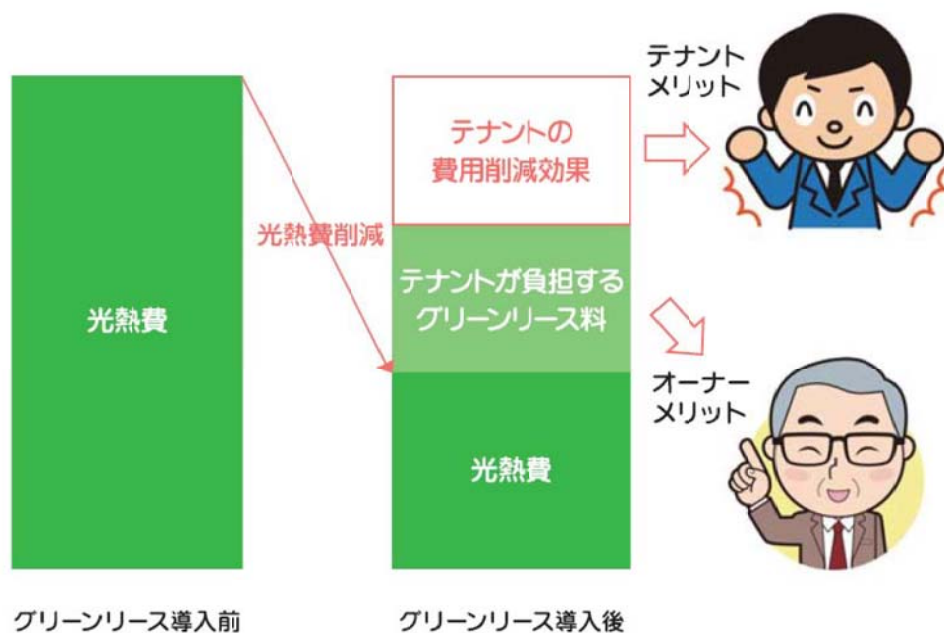 テナント
メリット
テナントの
費用削減効果
光熱費削減
テナントが負担する
グリーンリース料
光熱費
オーナー
メリット
光熱費
グリーンリース導入前
グリーンリース導入後